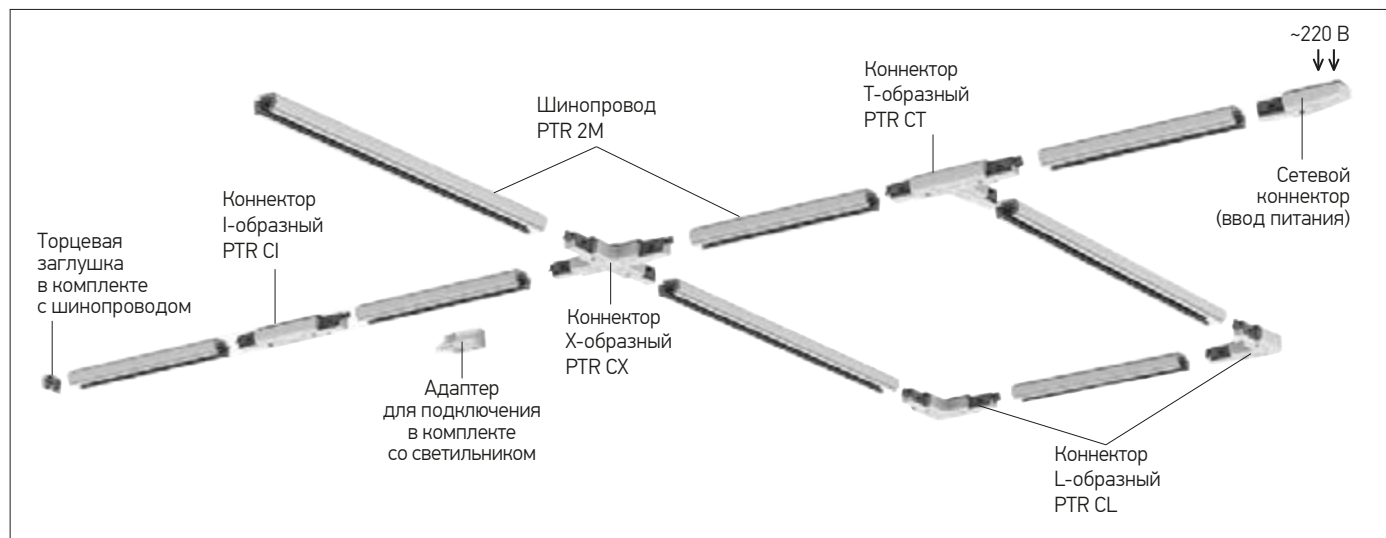 ~220 В
Коннектор
T-образный
PTR CT
Шинопровод
PTR 2M
Сетевой
коннектор
(ввод питания)
Коннектор
I-образный
PTR CI
Торцевая
заглушка
в комплекте
с шинопроводом
Коннектор
X-образный
PTR CX
Адаптер
для подключения
в комплекте
со светильником
Коннектор
L-образный
PTR CL